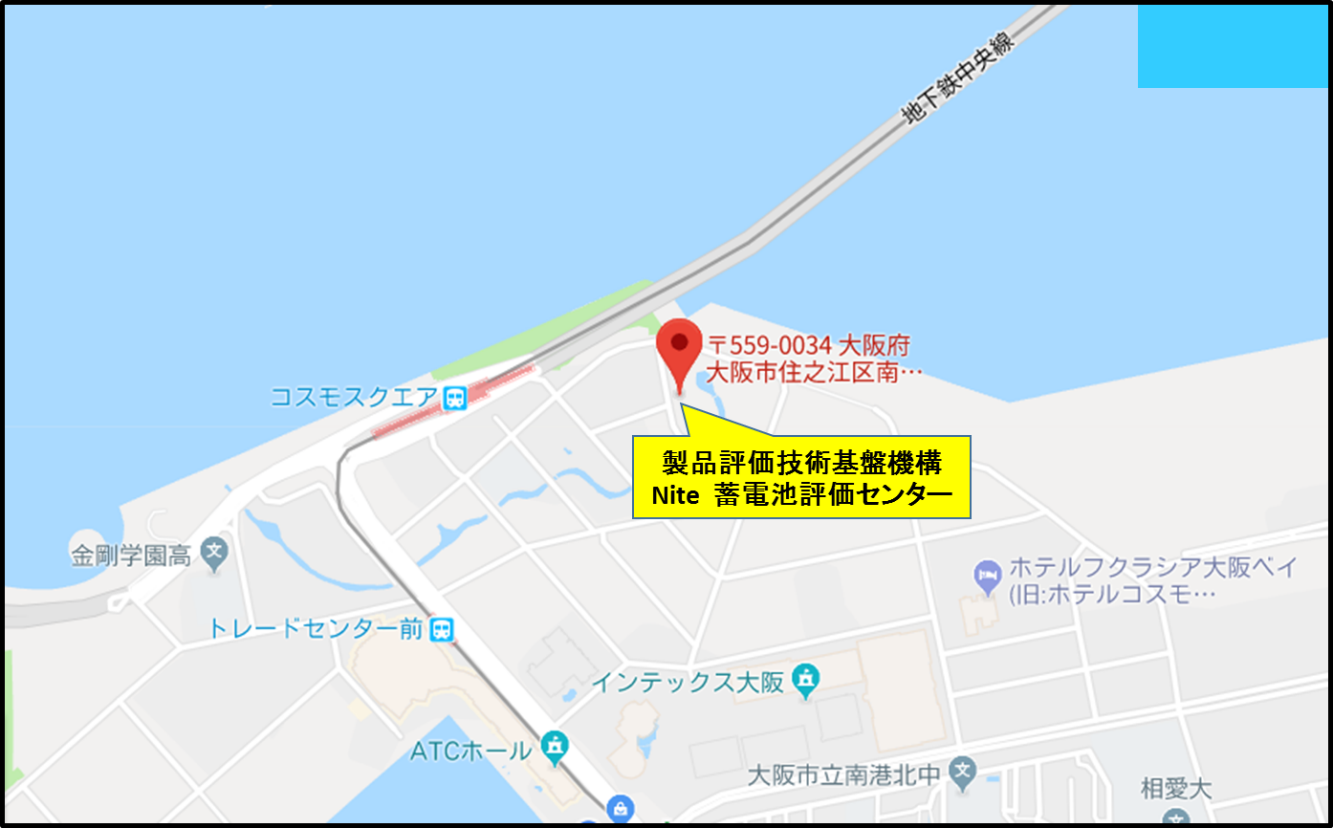 地下鉄中央線
〒559-0034 大阪府
大阪市住之江区南…
コスモスクエア
製品評価技術基盤機構
Nite 蓄電池評価センター
金剛学園高
文
ホテルフクラシア大阪ベイ
(旧:ホテルコスモ…
トレードセンター前
インテックス大阪
ATCホール
大阪市立南港北中
文
相愛大
文